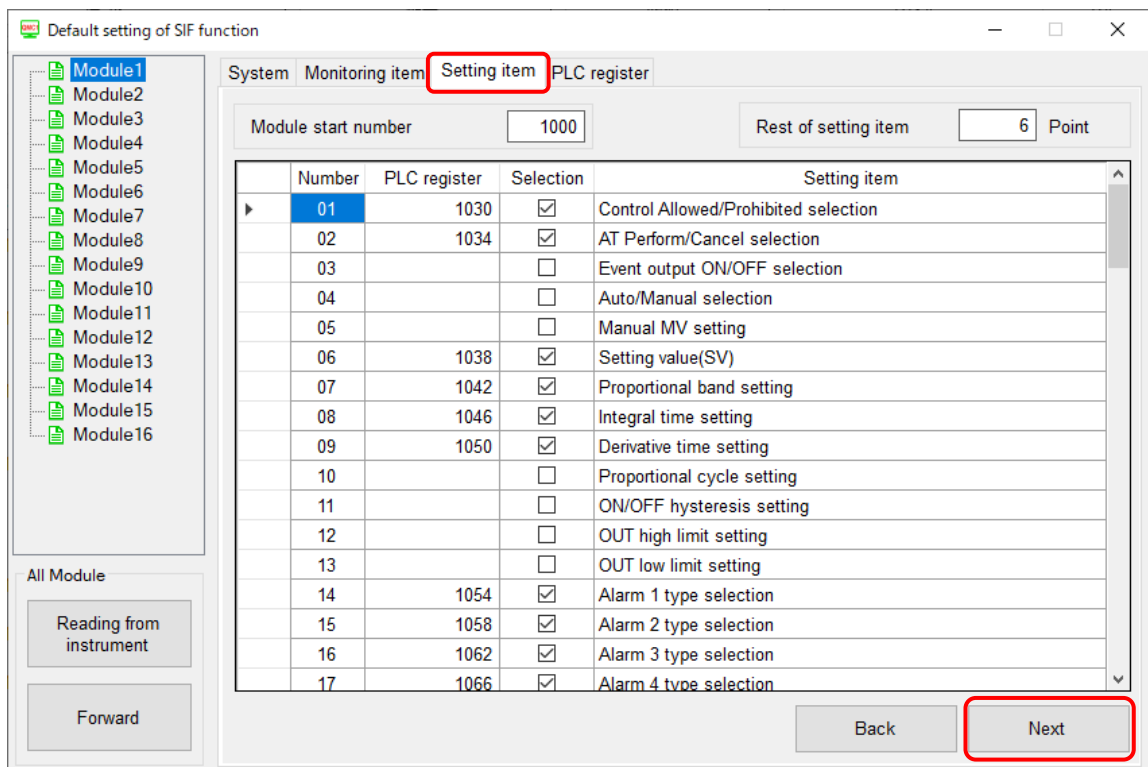 QMC1
Default setting of SIF function
Module1
Module2
Module3
Module4
Module5
Module6
Module7
Module8
Module9
Module10
Module11
Module12
Module13
Module14
Module15
Module16
All Module
Reading from
instrument
Forward
System Monitoring item Setting item PLC register
Module start number 1000 Rest of setting item 6 Point
Number PLC register Selection Setting item
01 1030 Control Allowed/Prohibited selection
02 1034 AT Perform/Cancel selection
03 Event output ON/OFF selection
04 Auto/Manual selection
05 Manual MV setting
06 1038 Setting value(SV)
07 1042 Proportional band setting
08 1046 Integral time setting
09 1050 Derivative time setting
10 Proportional cycle setting
11 ON/OFF hysteresis setting
12 OUT high limit setting
13 OUT low limit setting
14 1054 Alarm 1 type selection
15 1058 Alarm 2 type selection
16 1062 Alarm 3 type selection
17 1066 Alarm 4 type selection
Back Next